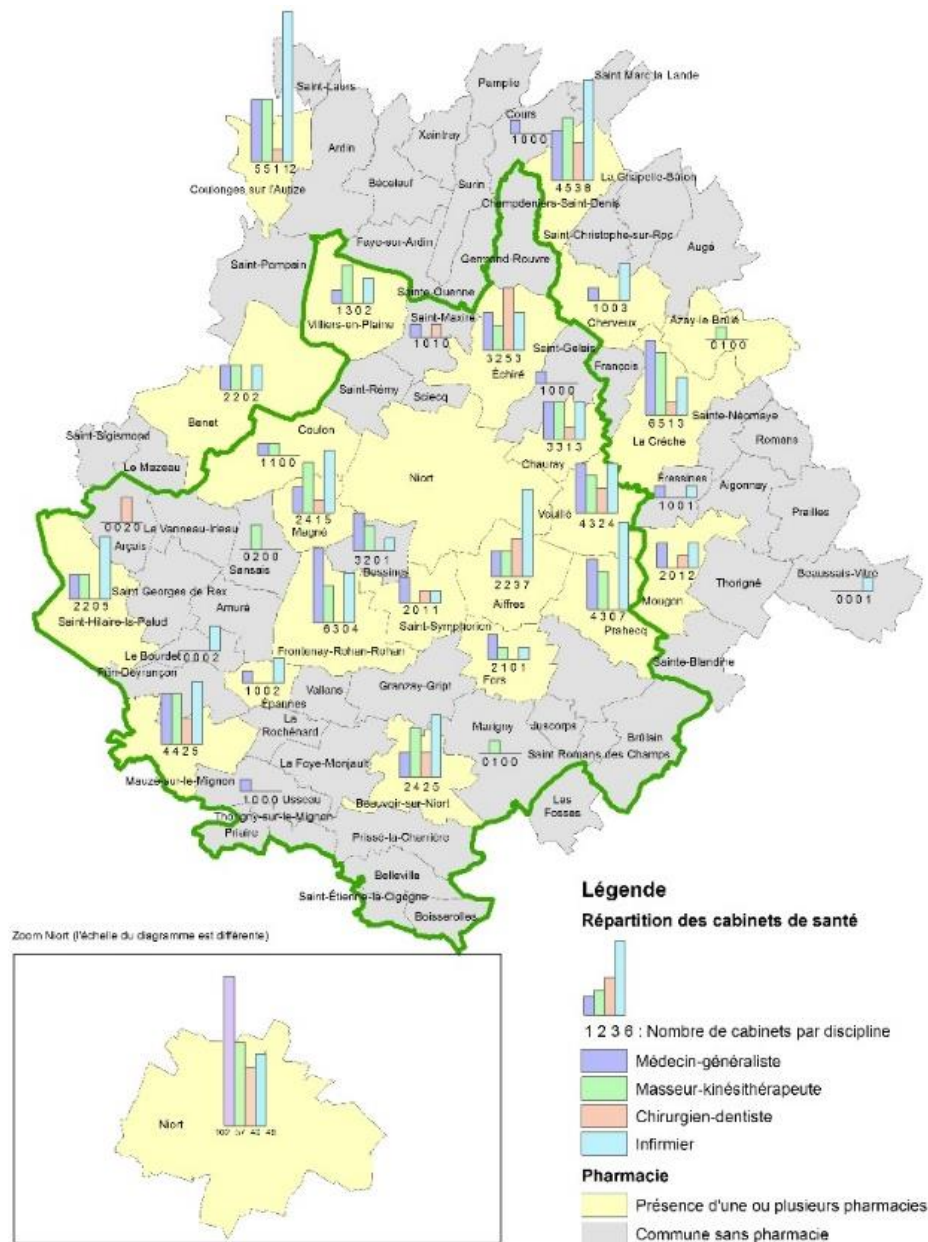 Saint-Laurs
Pamplie
Saint Marc la Lande
Cours
1 0 0 0
Ardin
Xaintray
5 5 1 12
Coulonges sur l'Autize
Béceleuf
Surin
4 5 3 8
La Chapelle-Bâton
Champdeniers-Saint-Denis
Saint-Christophe-sur-Roc
Augé
Faye-sur-Ardin
Germond-Rouvre
Saint-Pompain
Sainte-Ouenne
1 3 0 2
Villiers-en-Plaine
Saint-Maxire
1 0 1 0
1 0 0 3
Cherveux
Azay-le-Brûlé
0 1 0 0
3 2 5 3
Échiré
Saint-Gelais
1 0 0 0
François
Saint-Rémy
Sciecq
2 2 0 2
Benet
6 5 1 3
La Crèche
Sainte-Néomaye
Romans
Saint-Sigismond
Le Mazeau
Coulon
1 1 0 0
Niort
3 3 1 3
Chauray
Vouillé
4 3 2 4
1 0 0 1
Aigonnay
Prailles
2 4 1 5
Magné
0 0 2 0
Arçais
Le Vanneau-Irleau
0 2 0 0
Sansais
3 2 0 1
Bessines
2 2 3 7
Aiffres
2 0 1 2
Mougon
Thorigné
Beaussais-Vitré
0 0 0 1
Saint Georges de Rex
Saint-Hilaire-la-Palud
Amuré
6 3 0 4
Frontenay-Rohan-Rohan
2 0 1 1
Saint-Symphorien
4 3 0 7
Prahecq
Le Bourdet
0 0 0 2
2 1 0 1
Fors
Sainte-Blandine
1 0 0 2
Épannes
Vallans
Granzay-Gript
La Rochénard
Marigny
0 1 0 0
Juscorps
Saint Romans des Champs
Brûlain
4 4 2 5
Mauzé-sur-le-Mignon
La Foye-Monjault
2 4 2 5
Beauvoir-sur-Niort
1 0 0 0
Usseau
Thorigny-sur-le-Mignon
Priaire
Prissé-la-Charrière
Les Fosses
Belleville
Saint-Étienne-la-Cigogne
Boisserolles
Zoom Niort (l'échelle du diagramme est différente)
Niort
57
Légende
Répartition des cabinets de santé
1 2 3 6 : Nombre de cabinets par discipline
Médecin-généraliste
Masseur-kinésithérapeute
Chirurgien-dentiste
Infirmier
Pharmacie
Présence d'une ou plusieurs pharmacies
Commune sans pharmacie